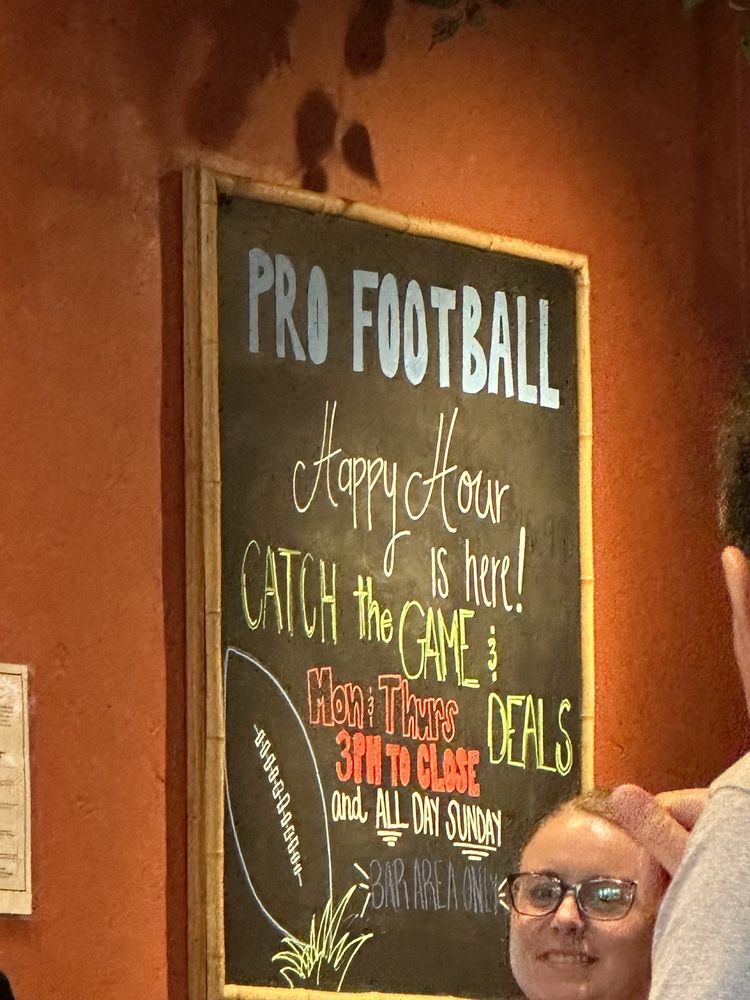 PRO FOOTBALL
Happy Hour
is here!
CATCH the GAME &
DEALS
Mon & Thurs
3PM TO CLOSE
and ALL DAY SUNDAY
BAR AREA ONLY